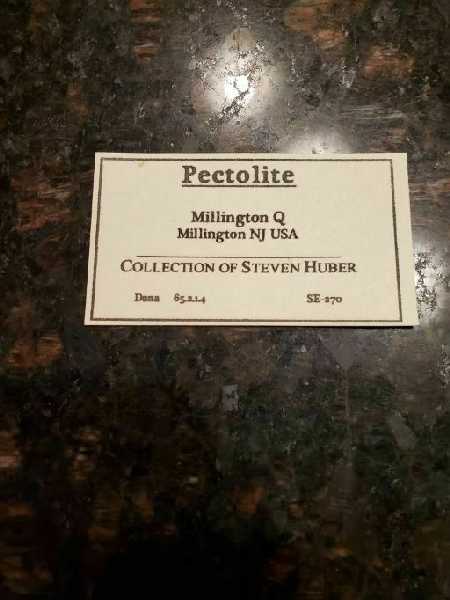 Pectolite
Millington Q
Millington NJ USA
COLLECTION OF STEVEN HUBER
Dana 65.2.1.4 SE-270